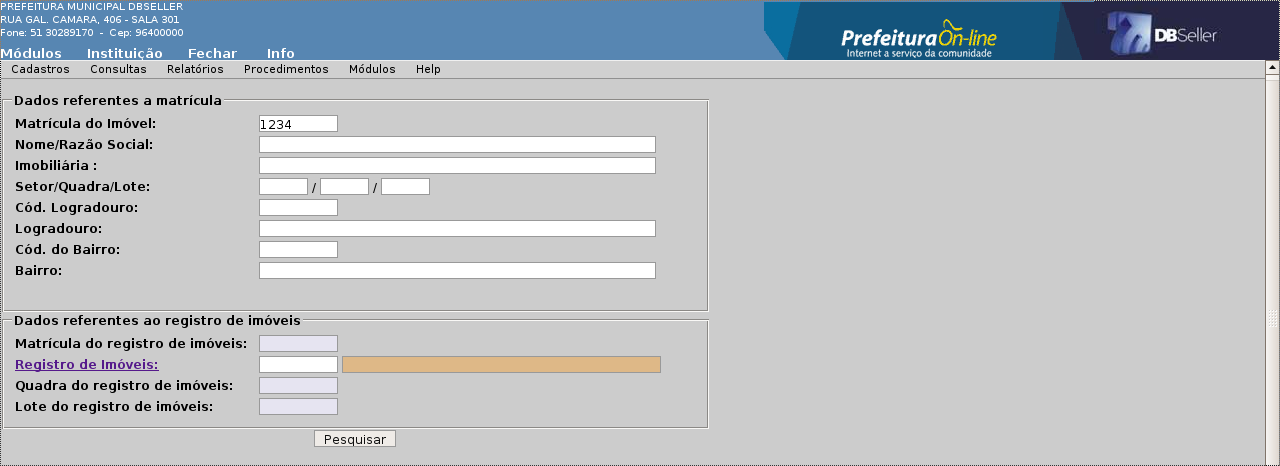 PREFEITURA MUNICIPAL DBSELLER
RUA GAL. CAMARA, 406 - SALA 301
Fone: 51 30289170 - Cep: 96400000
Módulos Instituição Fechar Info
Prefeitura On-line
Internet a serviço da comunidade
DBSeller
Cadastros Consultas Relatórios Procedimentos Módulos Help
Dados referentes a matrícula
Matrícula do Imóvel: 1234
Nome/Razão Social:
Imobiliária :
Setor/Quadra/Lote: / /
Cód. Logradouro:
Logradouro:
Cód. do Bairro:
Bairro:
Dados referentes ao registro de imóveis
Matrícula do registro de imóveis:
Registro de Imóveis:
Quadra do registro de imóveis:
Lote do registro de imóveis:
Pesquisar